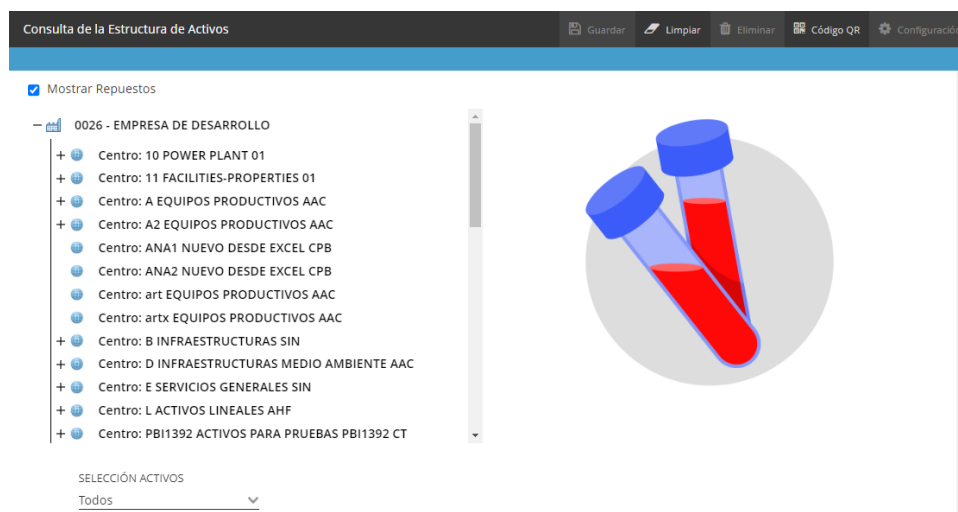 Consulta de la Estructura de Activos Guardar Limpiar Eliminar Código QR Configuración
Mostrar Repuestos
0026 - EMPRESA DE DESARROLLO
Centro: 10 POWER PLANT 01
Centro: 11 FACILITIES-PROPERTIES 01
Centro: A EQUIPOS PRODUCTIVOS AAC
Centro: A2 EQUIPOS PRODUCTIVOS AAC
Centro: ANA1 NUEVO DESDE EXCEL CPB
Centro: ANA2 NUEVO DESDE EXCEL CPB
Centro: art EQUIPOS PRODUCTIVOS AAC
Centro: artx EQUIPOS PRODUCTIVOS AAC
Centro: B INFRAESTRUCTURAS SIN
Centro: D INFRAESTRUCTURAS MEDIO AMBIENTE AAC
Centro: E SERVICIOS GENERALES SIN
Centro: L ACTIVOS LINEALES AHF
Centro: PBI1392 ACTIVOS PARA PRUEBAS PBI1392 CT
SELECCIÓN ACTIVOS
Todos